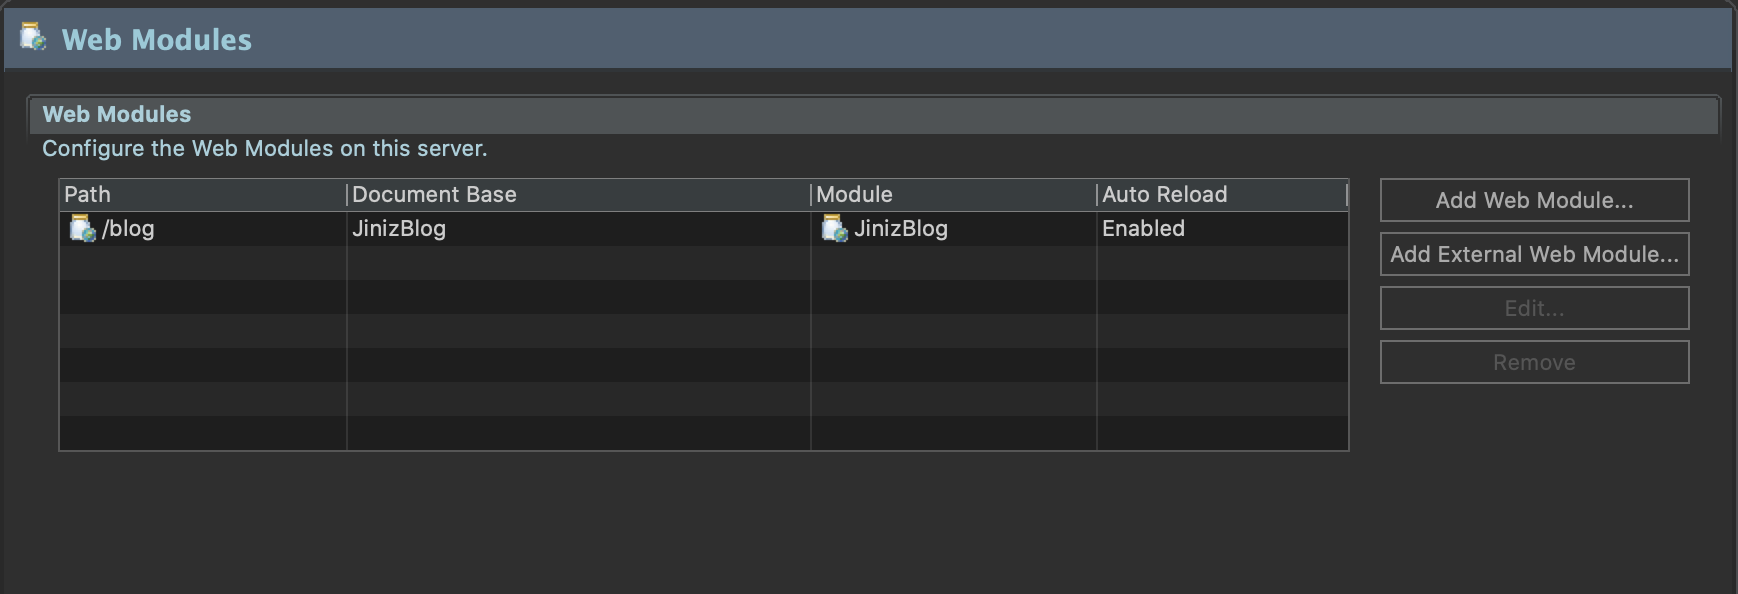 Web Modules
Web Modules
Configure the Web Modules on this server.
Path Document Base Module Auto Reload
/blog JinizBlog JinizBlog Enabled
Add Web Module...
Add External Web Module...
Edit...
Remove